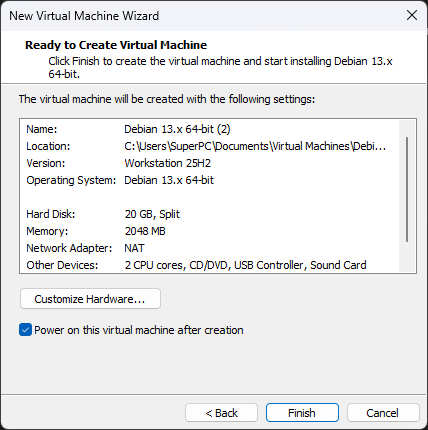 New Virtual Machine Wizard
Ready to Create Virtual Machine
Click Finish to create the virtual machine and start installing Debian 13.x
64-bit.
The virtual machine will be created with the following settings:
Name: Debian 13.x 64-bit (2)
Location: C:\Users\SuperPC\Documents\Virtual Machines\Debi...
Version: Workstation 25H2
Operating System: Debian 13.x 64-bit
Hard Disk: 20 GB, Split
Memory: 2048 MB
Network Adapter: NAT
Other Devices: 2 CPU cores, CD/DVD, USB Controller, Sound Card
Customize Hardware...
Power on this virtual machine after creation
< Back Finish Cancel